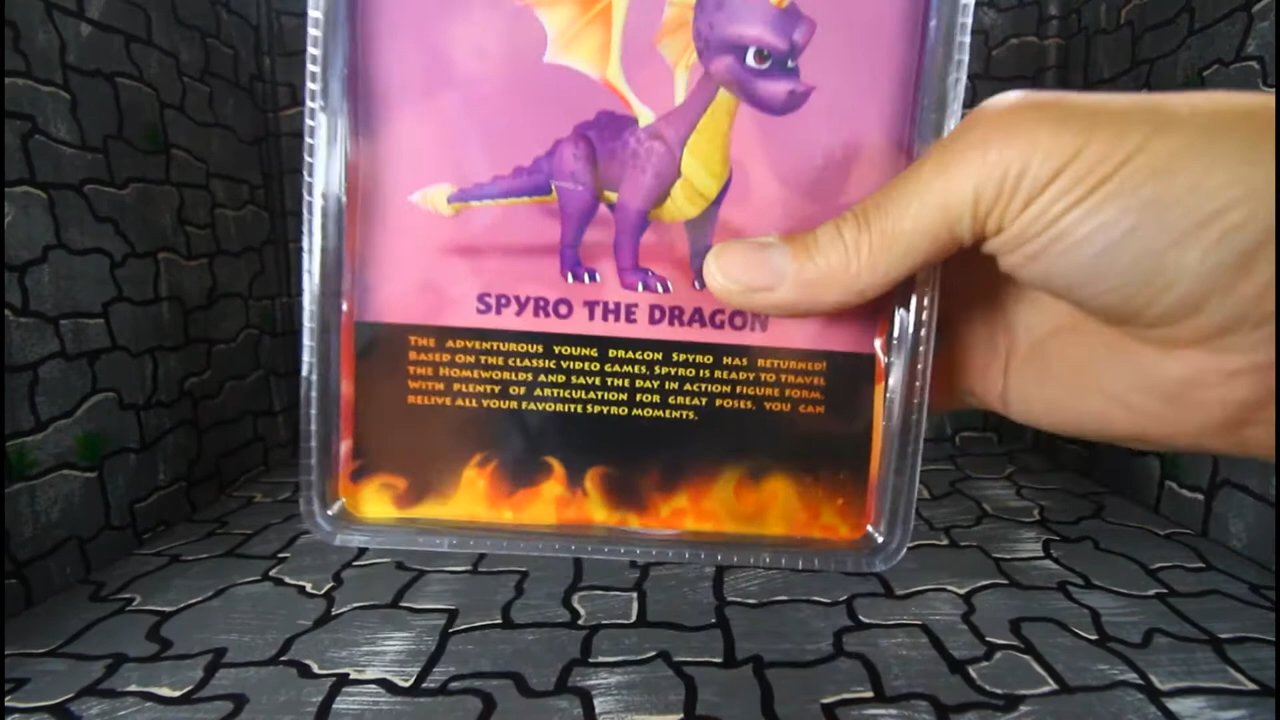 SPYRO THE DRAGON
THE ADVENTUROUS YOUNG DRAGON SPYRO HAS RETURNED!
BASED ON THE CLASSIC VIDEO GAMES, SPYRO IS READY TO TRAVEL
THE HOMEWORLDS AND SAVE THE DAY IN ACTION FIGURE FORM.
WITH PLENTY OF ARTICULATION FOR GREAT POSES, YOU CAN
RELIVE ALL YOUR FAVORITE SPYRO MOMENTS.